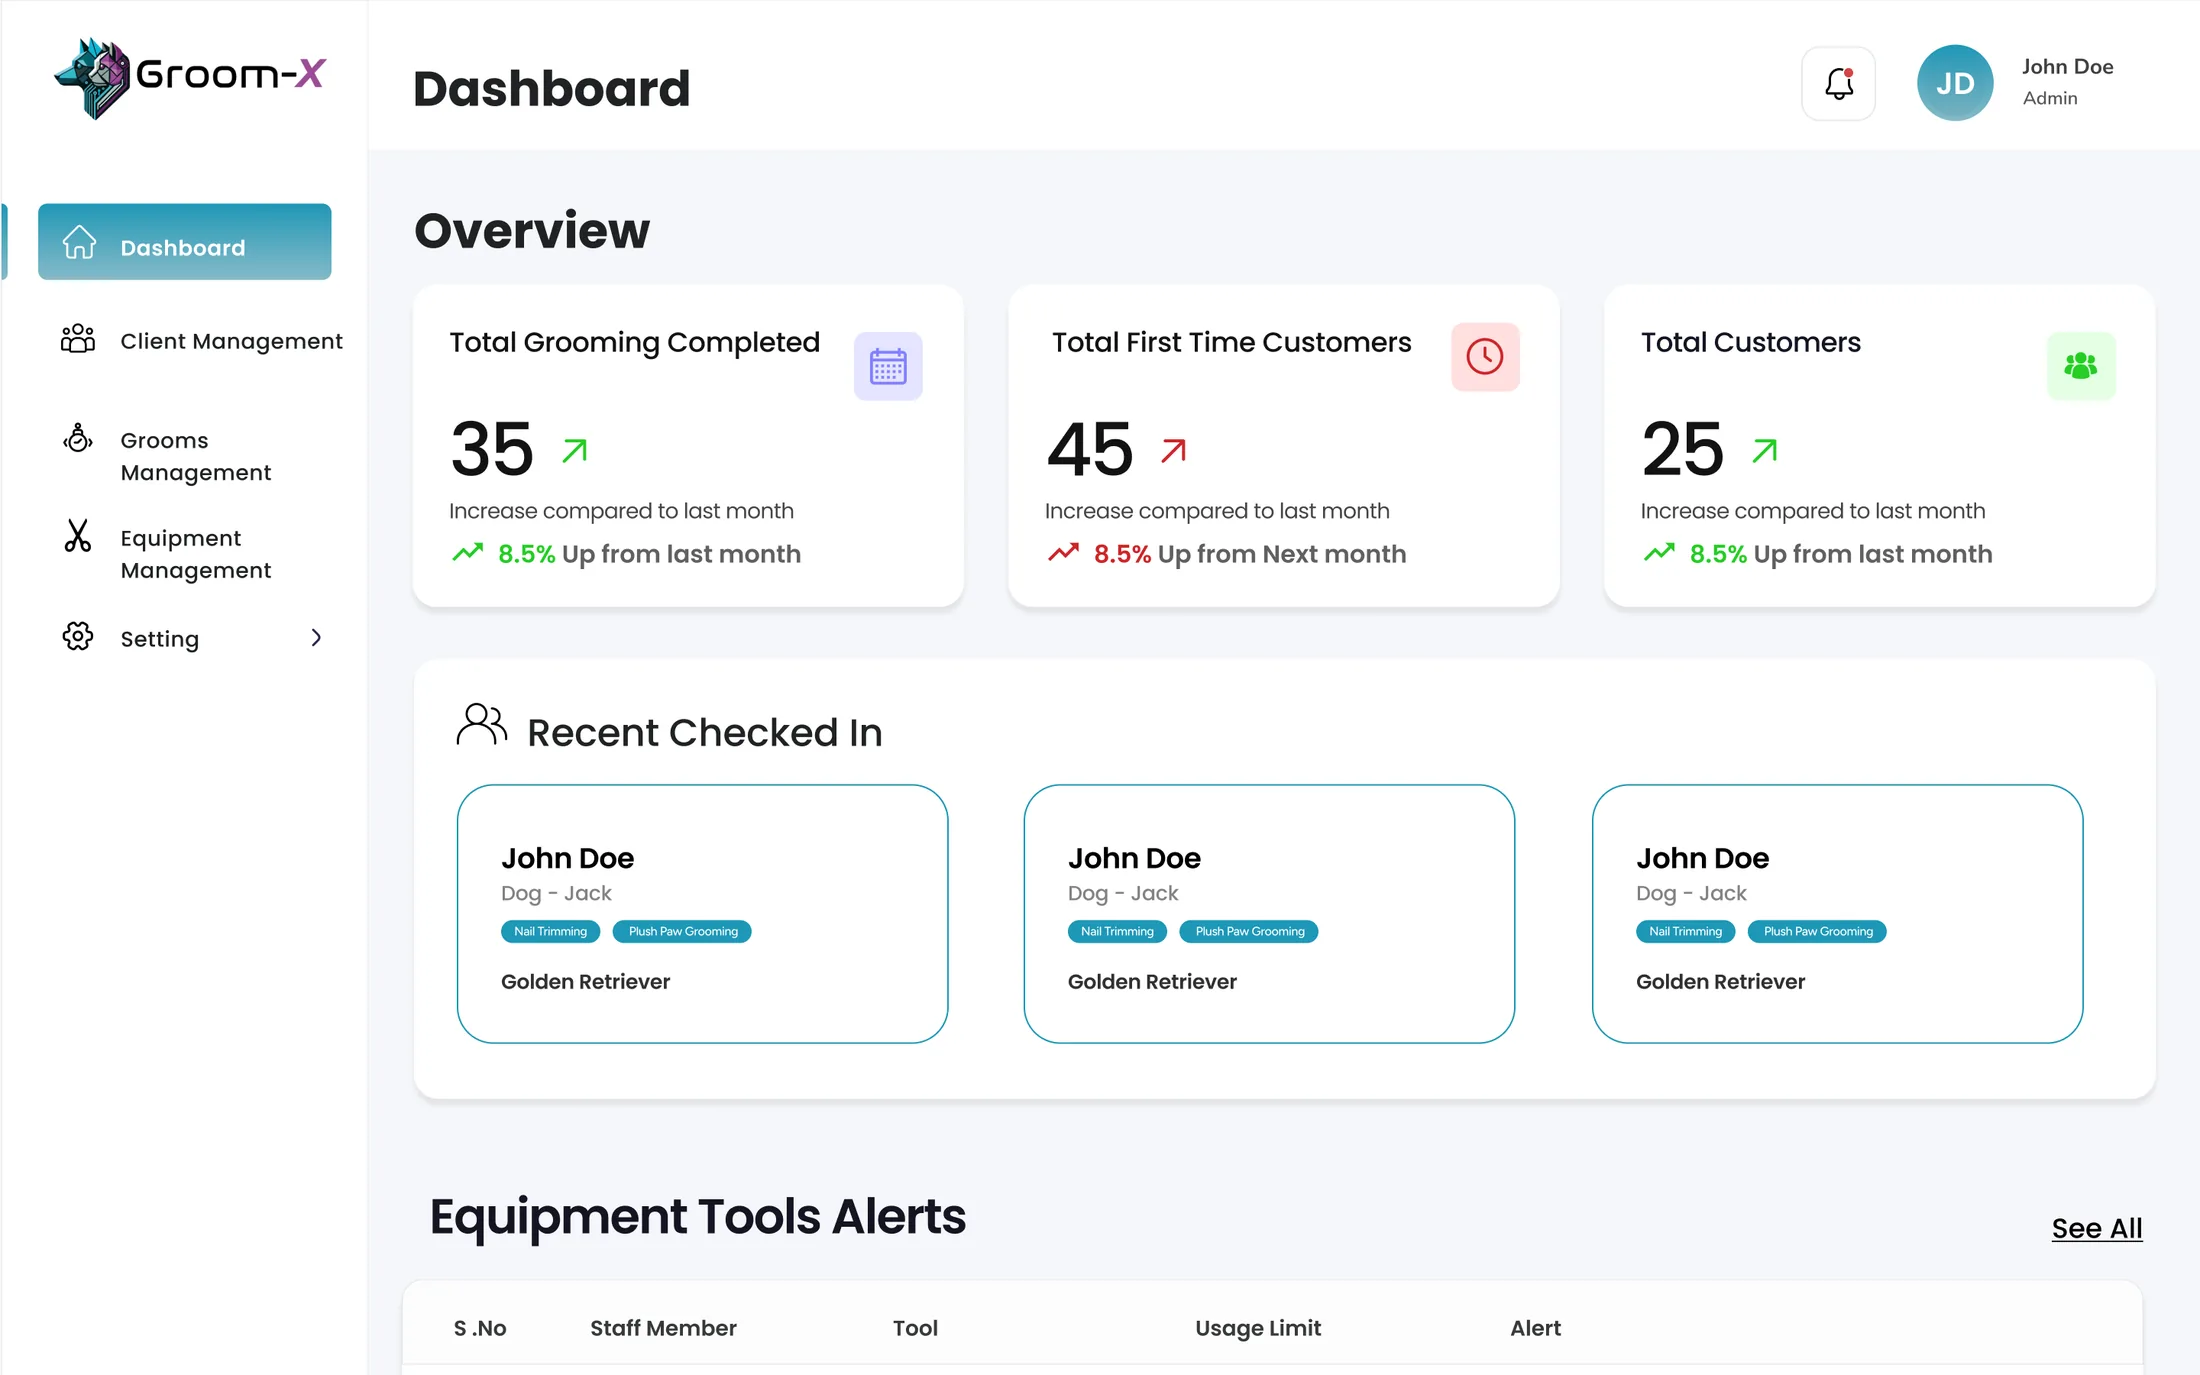 Groom-X
Dashboard
JD
John Doe
Admin
Dashboard
Client Management
Grooms
Management
Equipment
Management
Setting
Overview
Total Grooming Completed
35
Increase compared to last month
8.5% Up from last month
Total First Time Customers
45
Increase compared to last month
8.5% Up from Next month
Total Customers
25
Increase compared to last month
8.5% Up from last month
Recent Checked In
John Doe
Dog - Jack
Nail Trimming Plush Paw Grooming
Golden Retriever
John Doe
Dog - Jack
Nail Trimming Plush Paw Grooming
Golden Retriever
John Doe
Dog - Jack
Nail Trimming Plush Paw Grooming
Golden Retriever
Equipment Tools Alerts
See All
S .No Staff Member Tool Usage Limit Alert